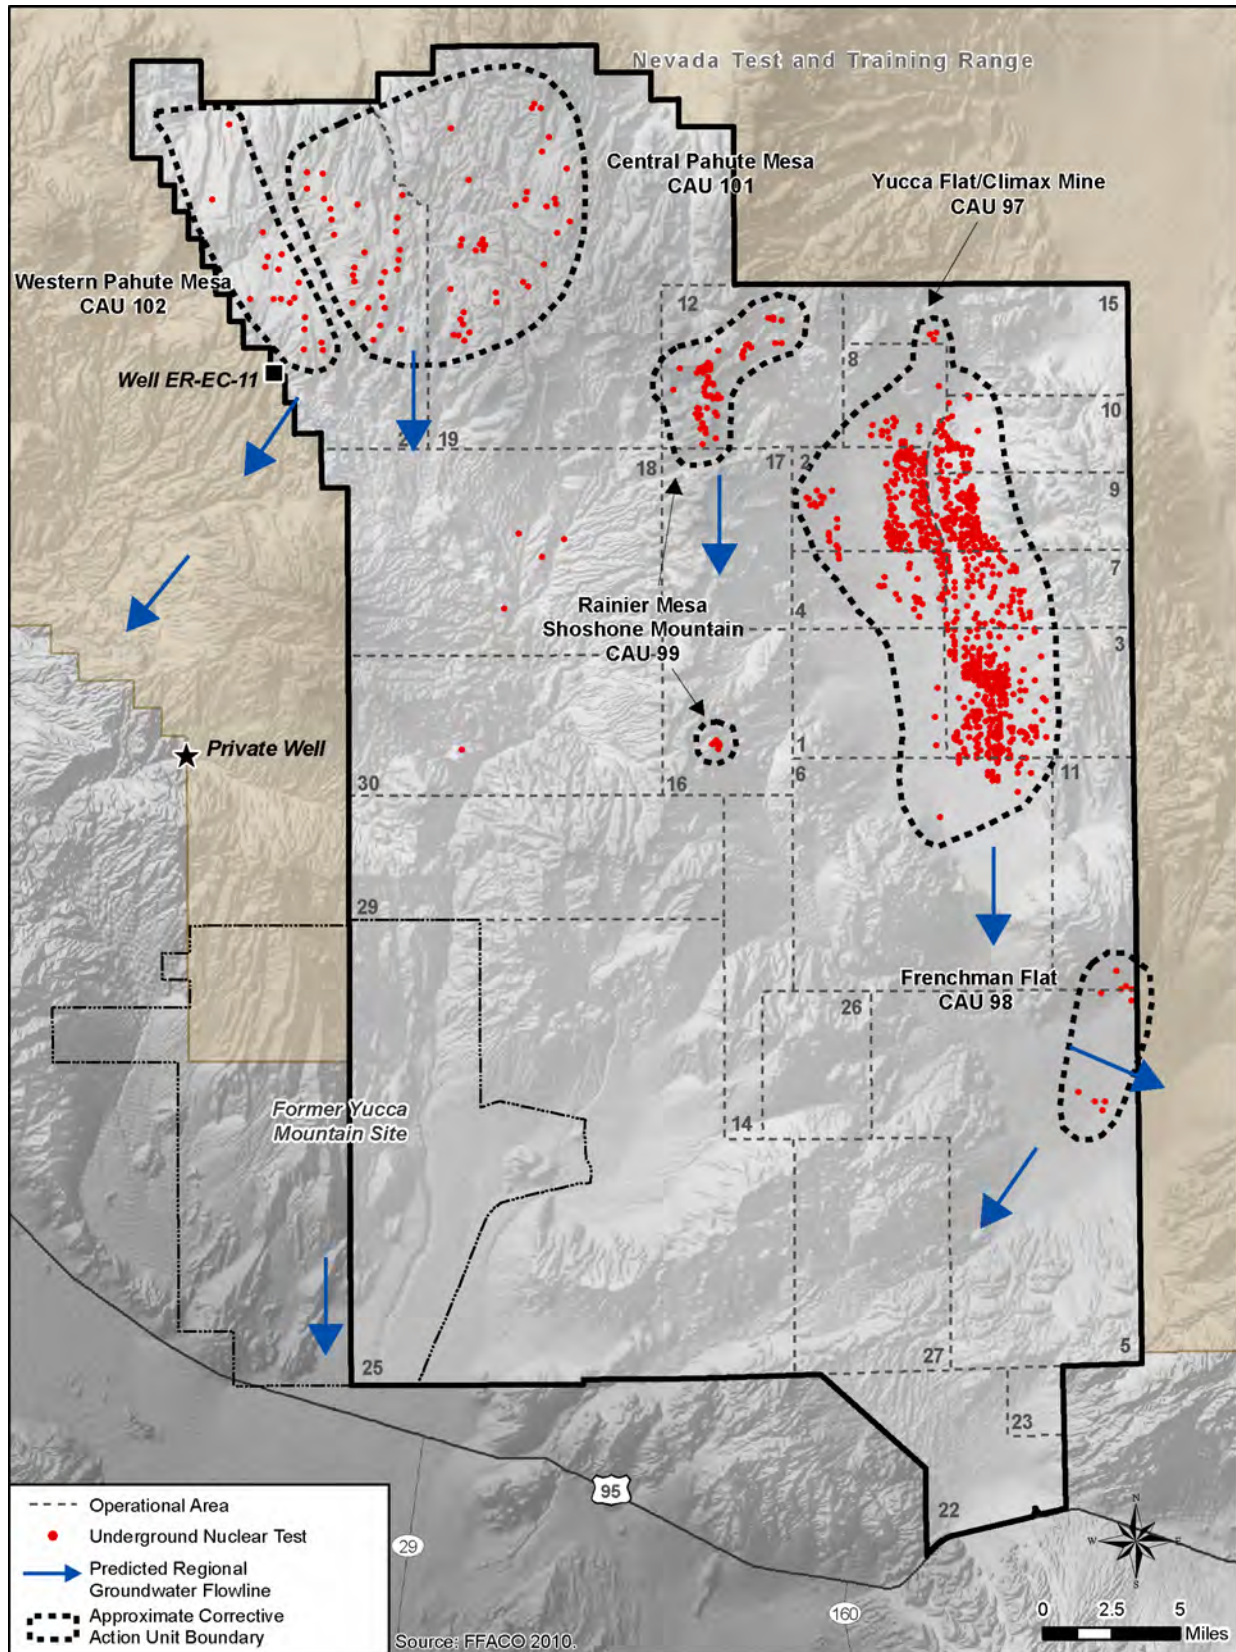 Nevada Test and Training Range
Central Pahute Mesa
CAU 101
Yucca Flat/Climax Mine
CAU 97
Western Pahute Mesa
CAU 102
12
15
8
Well ER-EC-11
10
19
18
17
2
9
7
Rainier Mesa
Shoshone Mountain
CAU 99
4
3
Private Well
1
6
11
30
16
29
Frenchman Flat
CAU 98
26
Former Yucca
Mountain Site
14
25
27
5
23
22
95
29
160
N
W
E
S
Operational Area
Underground Nuclear Test
Predicted Regional
Groundwater Flowline
Approximate Corrective
Action Unit Boundary
Source: FFACO 2010.
0 2.5 5
Miles